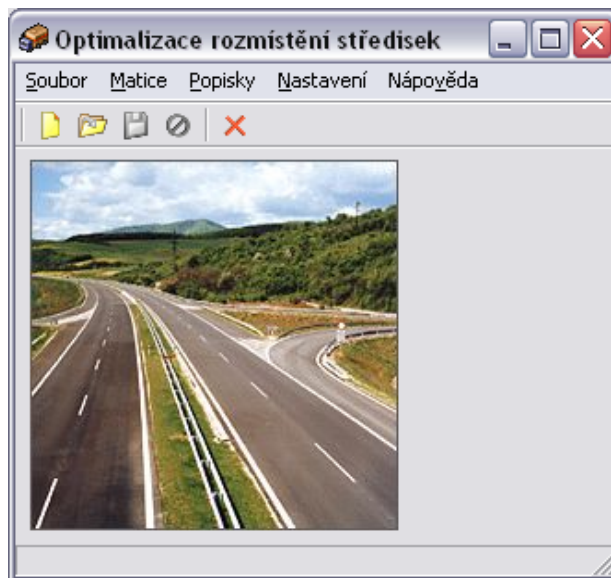 Optimalizace rozmístění středisek
Soubor Matice Popisky Nastavení Nápověda